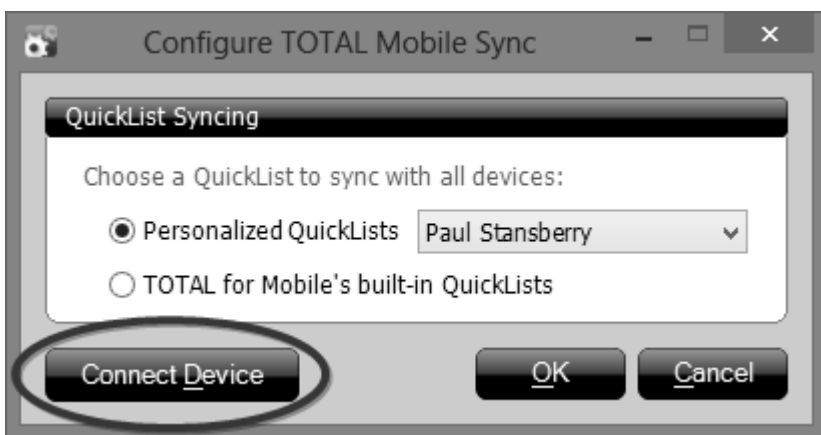 Configure TOTAL Mobile Sync
QuickList Syncing
Choose a QuickList to sync with all devices:
Personalized QuickLists Paul Stansberry
TOTAL for Mobile's built-in QuickLists
Connect Device OK Cancel